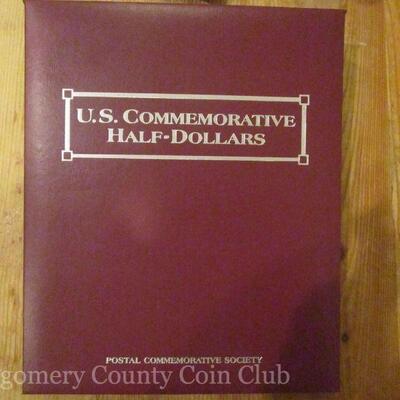 U.S. COMMEMORATIVE
HALF-DOLLARS
POSTAL COMMEMORATIVE SOCIETY
gomery County Coin Club